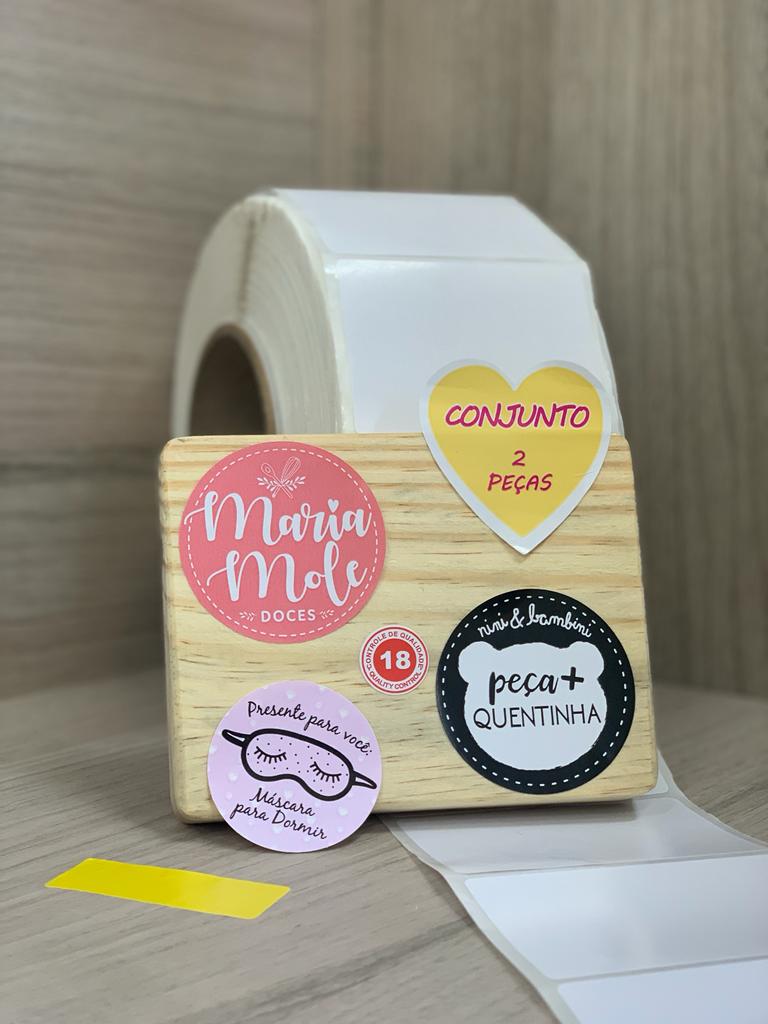 CONJUNTO
2
PEÇAS
Maria
Mole
DOCES
CONTROLE DE QUALIDADE
18
QUALITY CONTROL
nini & bambini
peça+
QUENTINHA
Presente para você:
Máscara
para Dormir